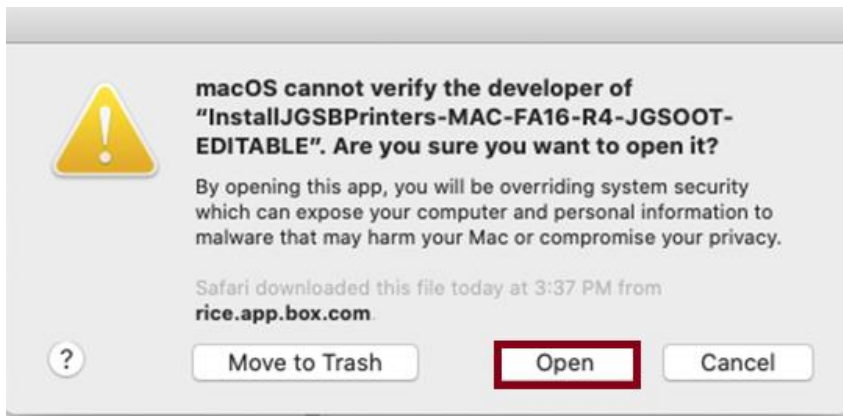 macOS cannot verify the developer of
“InstallJGSBPrinters-MAC-FA16-R4-JGSOOT-
EDITABLE”. Are you sure you want to open it?
By opening this app, you will be overriding system security
which can expose your computer and personal information to
malware that may harm your Mac or compromise your privacy.
Safari downloaded this file today at 3:37 PM from
rice.app.box.com.
? Move to Trash Open Cancel